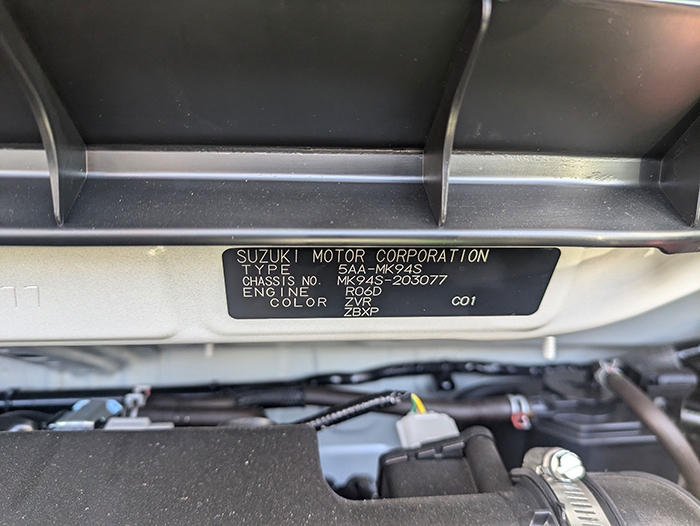 SUZUKI MOTOR CORPORATION
TYPE 5AA-MK94S
CHASSIS NO. MK94S-203077
ENGINE R06D
COLOR ZVR C01
ZBXP